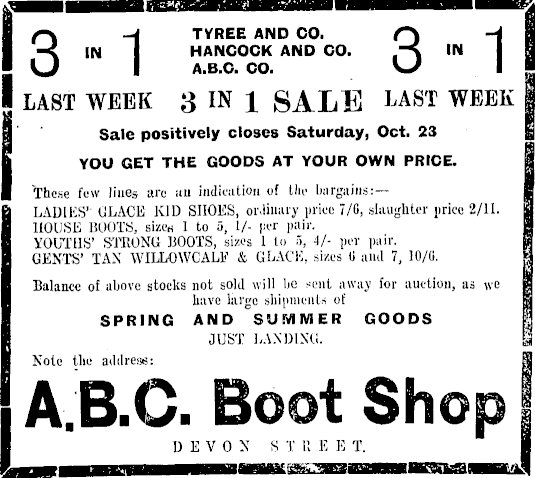 3 IN 1 TYREE AND CO. 3 IN 1
HANCOCK AND CO.
A.B.C. CO.
LAST WEEK 3 IN 1 SALE LAST WEEK
Sale positively closes Saturday, Oct. 23
YOU GET THE GOODS AT YOUR OWN PRICE.
These few lines are an indication of the bargains:—
LADIES' GLACE KID SHOES, ordinary price 7/6, slaughter price 2/11.
HOUSE BOOTS, sizes 1 to 5, 1/- per pair.
YOUTHS' STRONG BOOTS, sizes 1 to 5, 4/- per pair.
GENTS' TAN WILLOWCALF & GLACE, sizes 6 and 7, 10/6.
Balance of above stocks not sold will be sent away for auction, as we
have large shipments of
SPRING AND SUMMER GOODS
JUST LANDING.
Note the address:
A.B.C. Boot Shop
DEVON STREET.